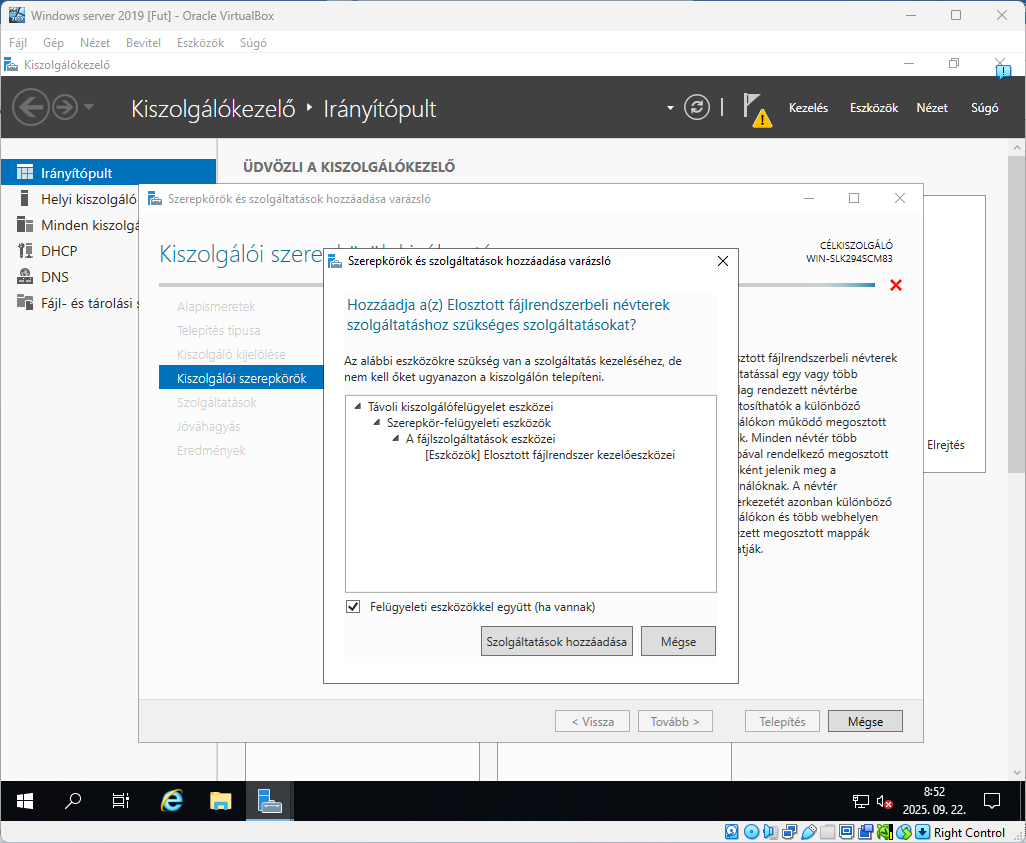 Windows server 2019 [Fut] - Oracle VirtualBox
Fájl Gép Nézet Bevitel Eszközök Súgó
Kiszolgálókezelő
Kiszolgálókezelő Irányítópult
Kezelés Eszközök Nézet Súgó
ÜDVÖZLI A KISZOLGÁLÓKEZELŐ
Irányítópult
Helyi kiszolgáló
Minden kiszolgá
DHCP
DNS
Fájl- és tárolási s
Elrejtés
Szerepkörök és szolgáltatások hozzáadása varázsló
Kiszolgálói szere
CÉLKISZOLGÁLÓ
WIN-SLK294SCM83
Alapismeretek
Telepítés típusa
Kiszolgáló kijelölése
Kiszolgálói szerepkörök
Szolgáltatások
Jóváhagyás
Eredmények
sztott fájlrendszerbeli névterek
tatással egy vagy több
lag rendezett névtérbe
tosíthatók a különböző
álókon működő megosztott
k. Minden névtér több
pával rendelkező megosztott
ként jelenik meg a
nálóknak. A névtér
erkezetét azonban különböző
álókon és több webhelyen
ezett megosztott mappák
atják.
Szerepkörök és szolgáltatások hozzáadása varázsló
Hozzáadja a(z) Elosztott fájlrendszerbeli névterek
szolgáltatáshoz szükséges szolgáltatásokat?
Az alábbi eszközökre szükség van a szolgáltatás kezeléséhez, de
nem kell őket ugyanazon a kiszolgálón telepíteni.
Távoli kiszolgálófelügyelet eszközei
Szerepkör-felügyeleti eszközök
A fájlszolgáltatások eszközei
[Eszközök] Elosztott fájlrendszer kezelőeszközei
Felügyeleti eszközökkel együtt (ha vannak)
Szolgáltatások hozzáadása Mégse
< Vissza Tovább > Telepítés Mégse
8:52
2025. 09. 22.
Right Control